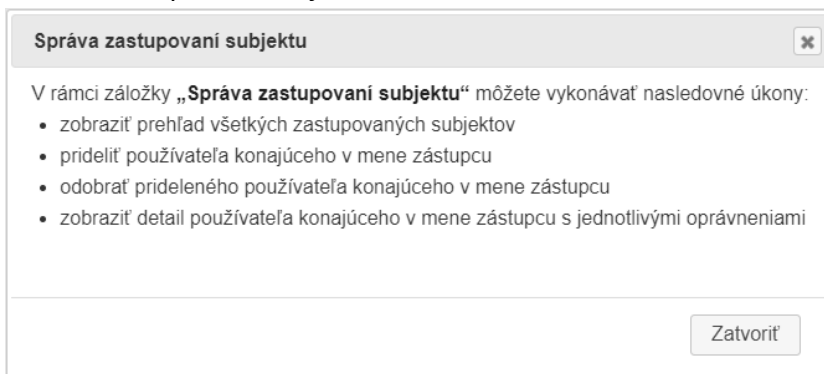 Správa zastupovaní subjektu
V rámci záložky „Správa zastupovaní subjektu“ môžete vykonávať nasledovné úkony:
• zobraziť prehľad všetkých zastupovaných subjektov
• prideliť používateľa konajúceho v mene zástupcu
• odobrať prideleného používateľa konajúceho v mene zástupcu
• zobraziť detail používateľa konajúceho v mene zástupcu s jednotlivými oprávneniami
Zatvoriť